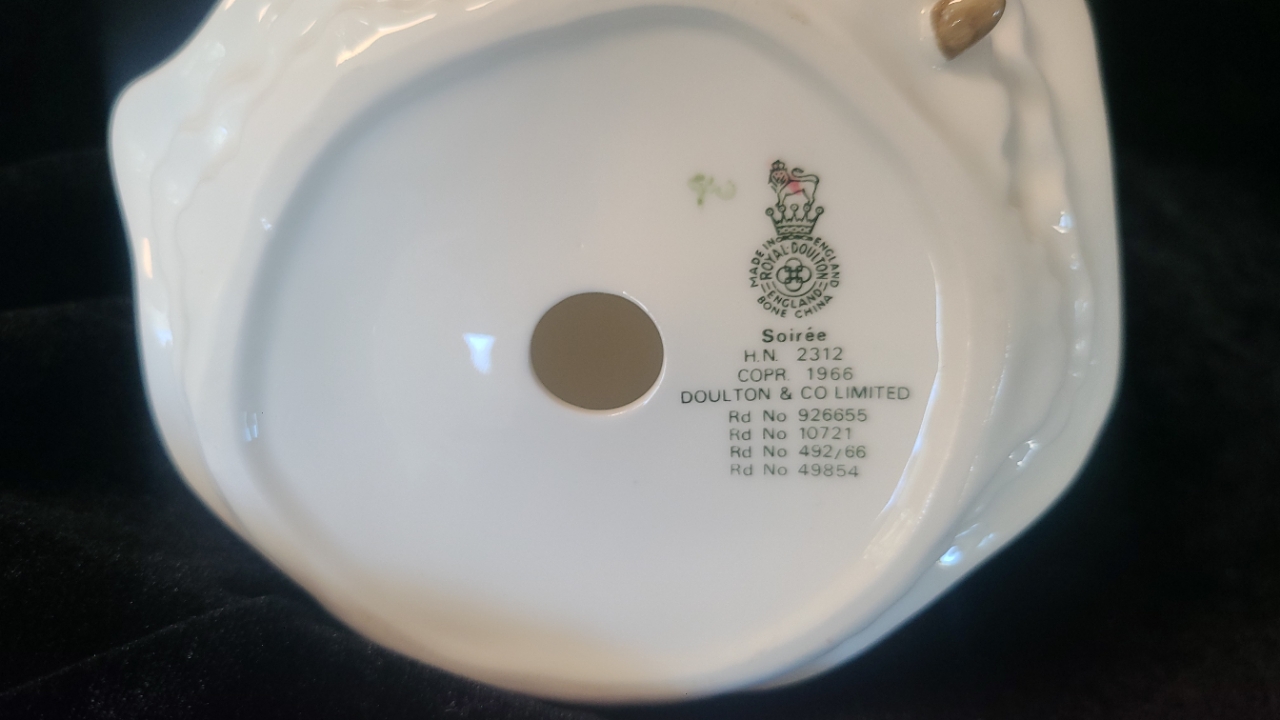 MADE IN ENGLAND
ROYAL DOULTON
ENGLAND
BONE CHINA
Soirée
H.N. 2312
COPR. 1966
DOULTON & CO LIMITED
Rd No 926655
Rd No 10721
Rd No 492/66
Rd No 49854